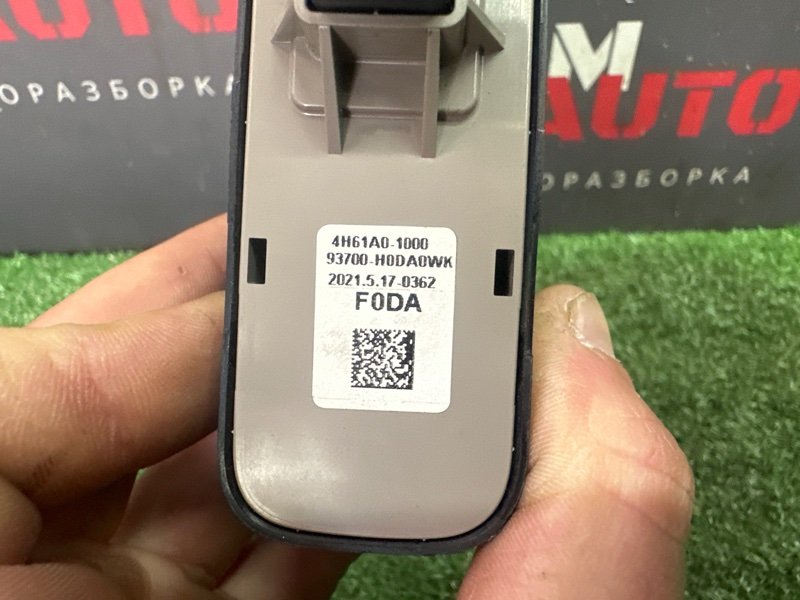 AUTO
ОРАЗБОРКА
M
AUTO
ОРАЗБОРКА
4H61A0-1000
93700-H0DA0WK
2021.5.17-0362
F0DA